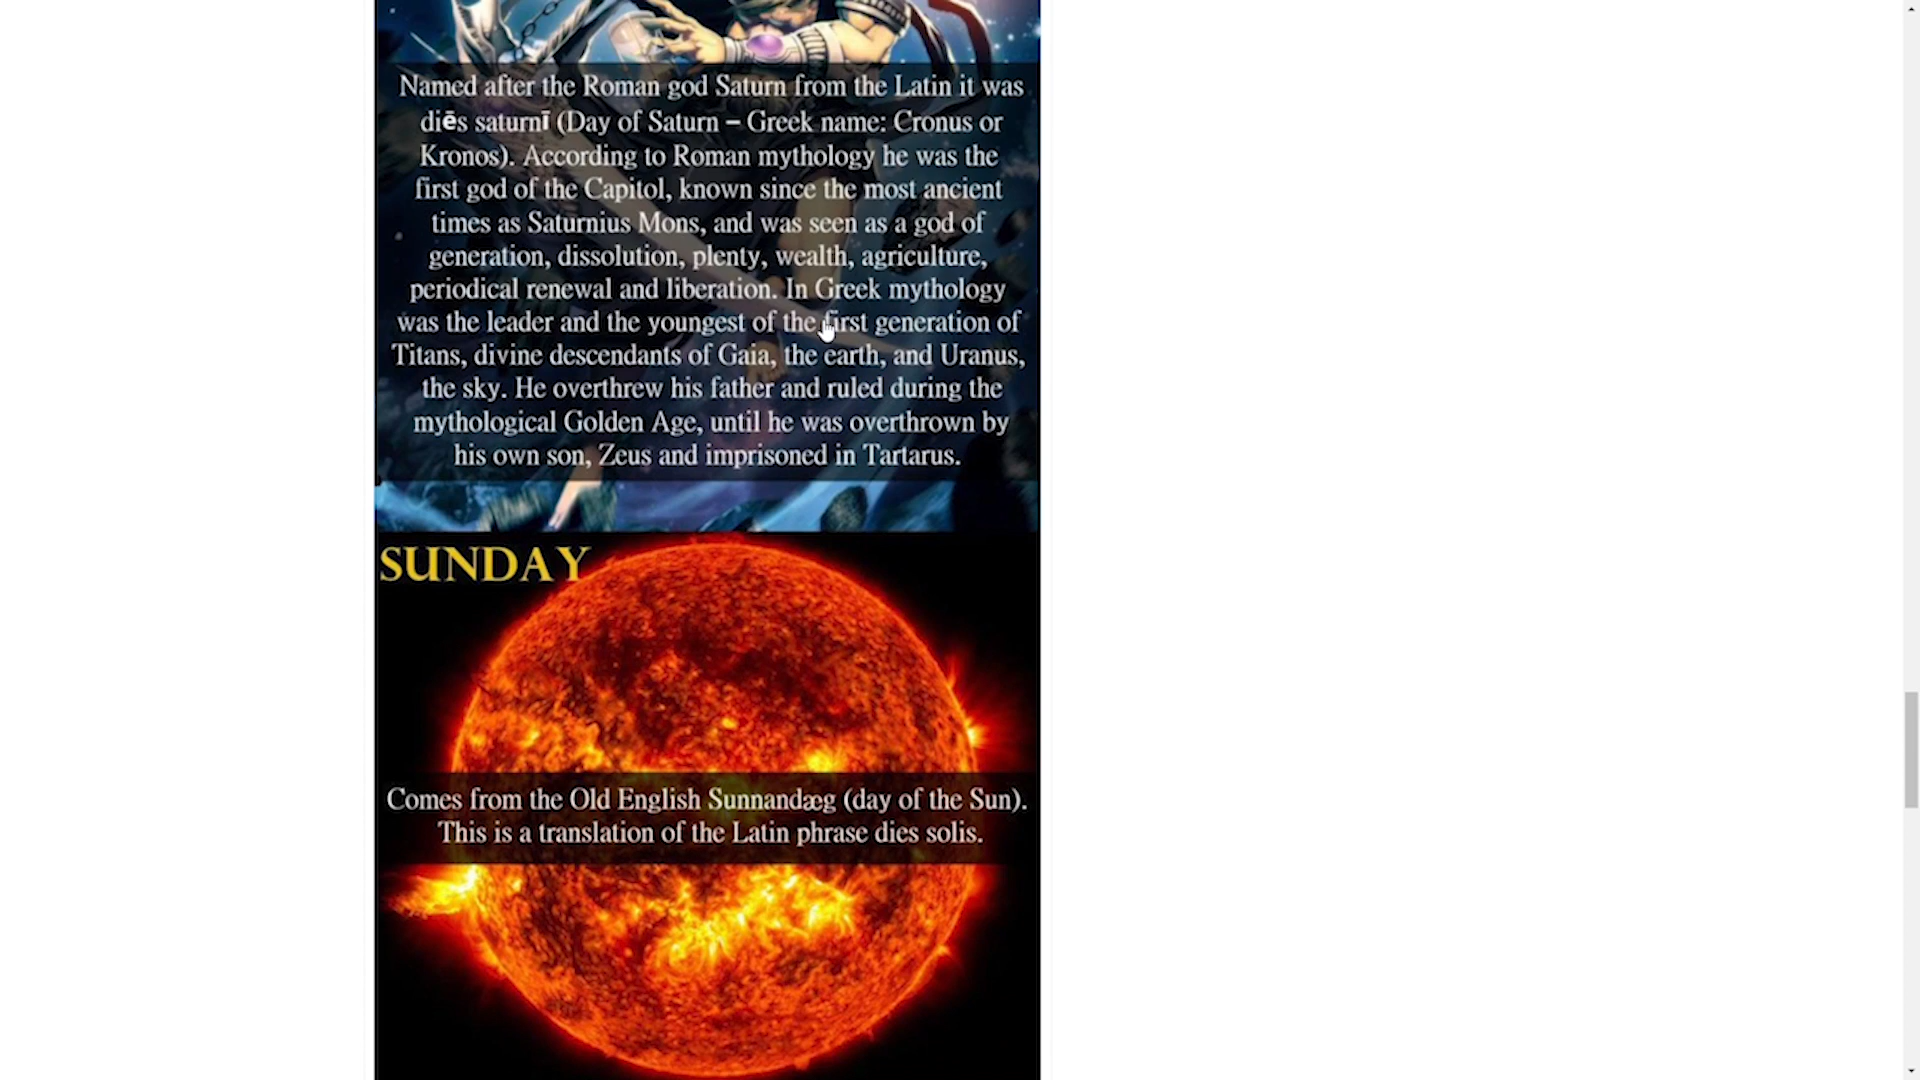 Named after the Roman god Saturn from the Latin it was
diēs saturnī (Day of Saturn – Greek name: Cronus or
Kronos). According to Roman mythology he was the
first god of the Capitol, known since the most ancient
times as Saturnius Mons, and was seen as a god of
generation, dissolution, plenty, wealth, agriculture,
periodical renewal and liberation. In Greek mythology
was the leader and the youngest of the first generation of
Titans, divine descendants of Gaia, the earth, and Uranus,
the sky. He overthrew his father and ruled during the
mythological Golden Age, until he was overthrown by
his own son, Zeus and imprisoned in Tartarus.
SUNDAY
Comes from the Old English Sunnandæg (day of the Sun).
This is a translation of the Latin phrase dies solis.